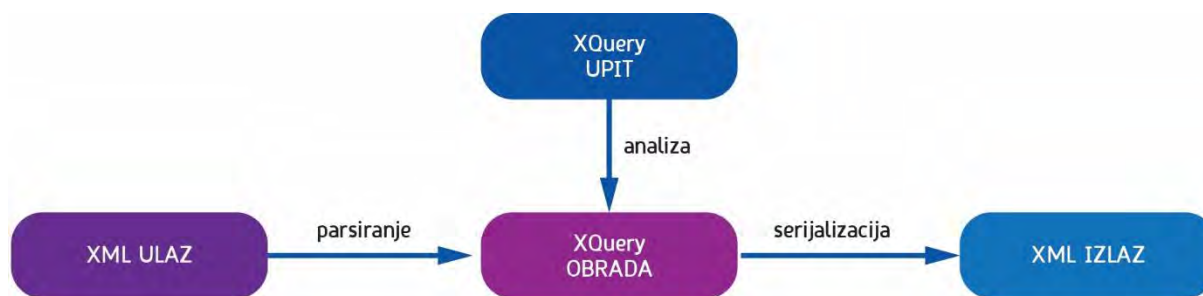 XQuery
UPIT
analiza
XML ULAZ
parsiranje
XQuery
OBRADA
serijalizacija
XML IZLAZ